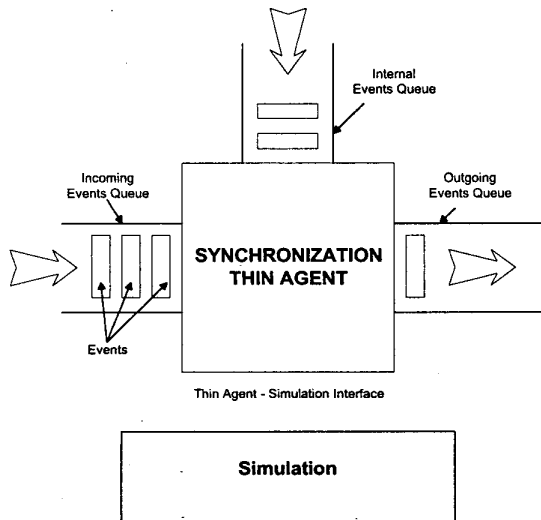 Internal
Events Queue
Incoming
Events Queue
Outgoing
Events Queue
SYNCHRONIZATION
THIN AGENT
Events
Thin Agent - Simulation Interface
Simulation